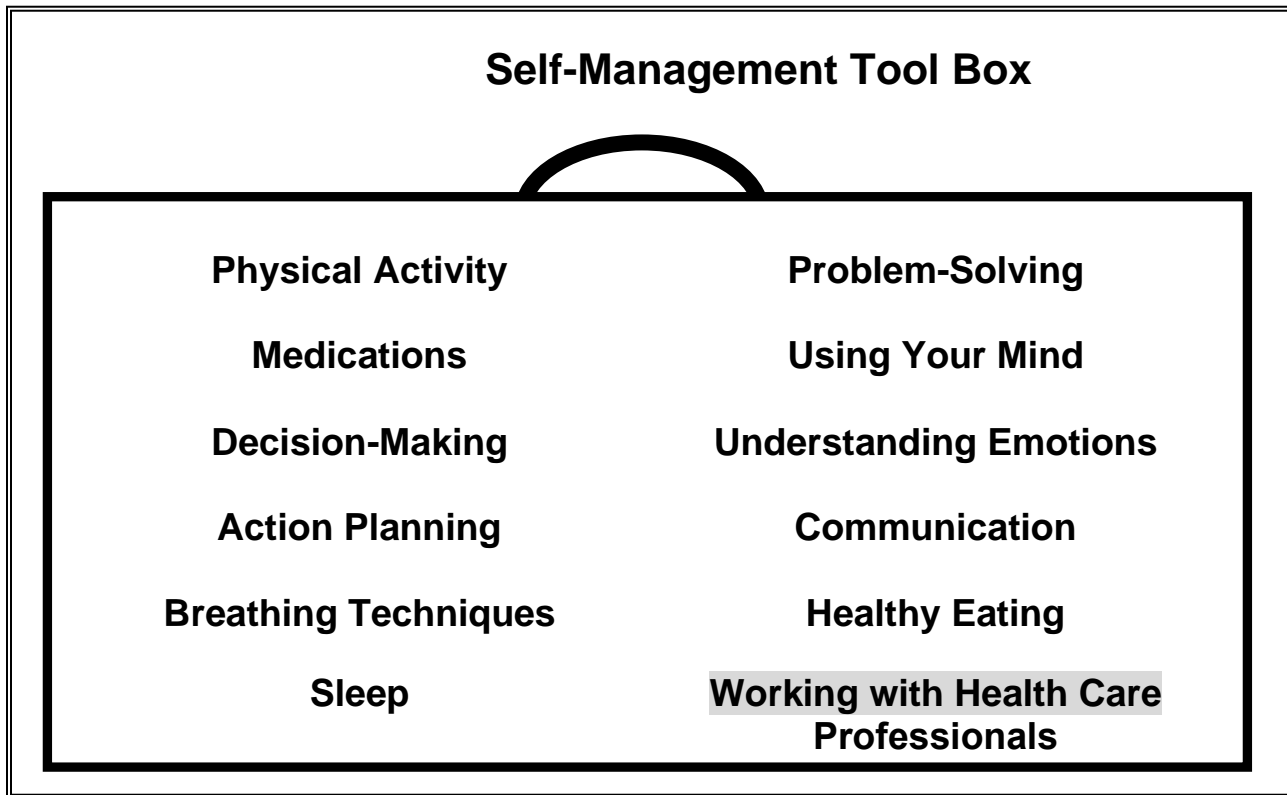 Self-Management Tool Box
Physical Activity
Problem-Solving
Medications
Using Your Mind
Decision-Making
Understanding Emotions
Action Planning
Communication
Breathing Techniques
Healthy Eating
Sleep
Working with Health Care
Professionals